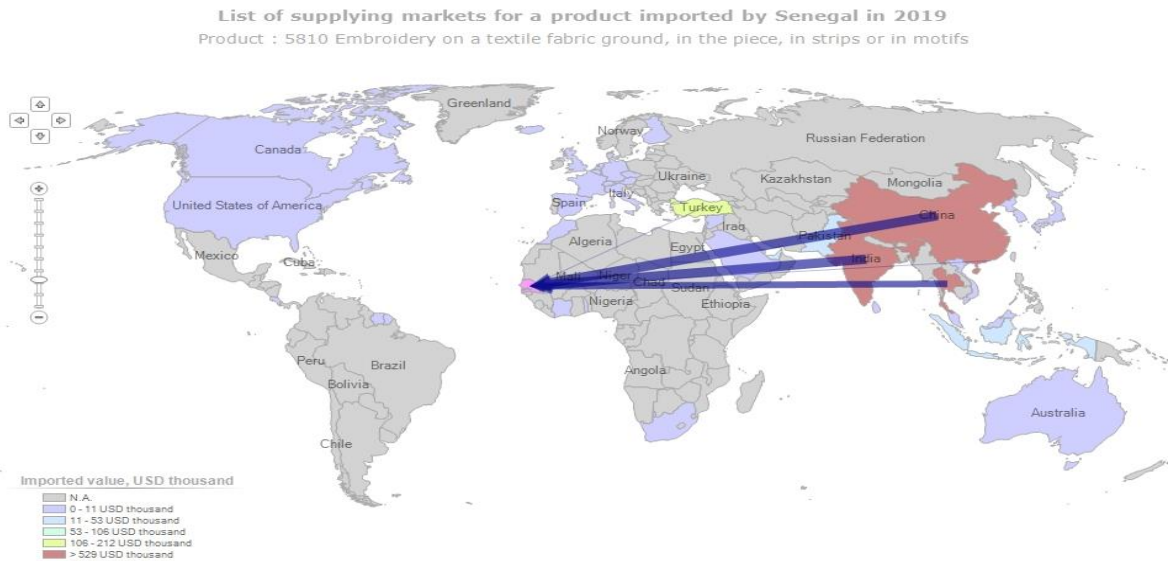 List of supplying markets for a product imported by Senegal in 2019
Product : 5810 Embroidery on a textile fabric ground, in the piece, in strips or in motifs
Greenland
Norway
Russian Federation
Canada
Ukraine
Kazakhstan
Mongolia
Italy
Spain
United States of America
Turkey
China
Iraq
Pakistan
Algeria
Egypt
Mexico
Cuba
India
Mali
Niger
Chad
Sudan
Nigeria
Ethiopia
Peru
Brazil
Angola
Bolivia
Australia
Chile
Imported value, USD thousand
N.A.
0 - 11 USD thousand
11 - 53 USD thousand
53 - 106 USD thousand
106 - 212 USD thousand
> 529 USD thousand